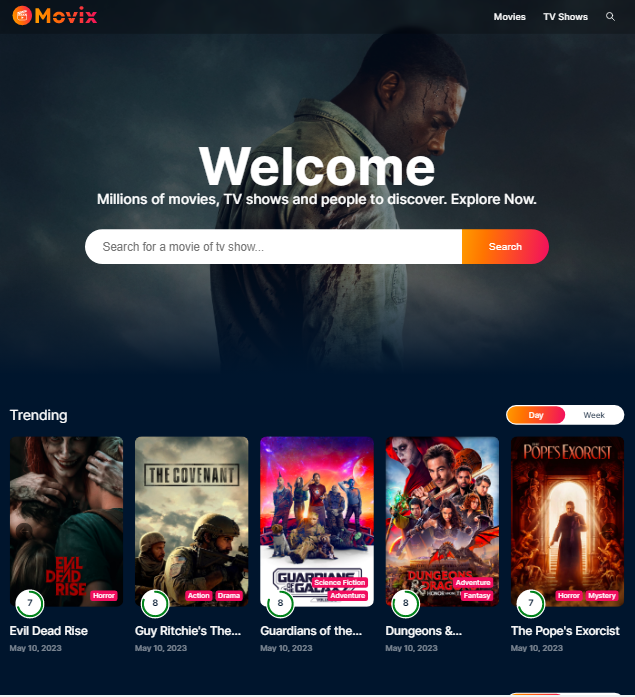 Movix
Movies TV Shows
Welcome
Millions of movies, TV shows and people to discover. Explore Now.
Search for a movie of tv show...
Search
Trending
Day Week
EVIL
DEAD
RISE
7
Horror
Evil Dead Rise
May 10, 2023
THE COVENANT
8
Action Drama
Guy Ritchie's The...
May 10, 2023
GUARDIANS
OF THE
GALAXY
8
Science Fiction
Adventure
Guardians of the...
May 10, 2023
DUNGEONS
& DRAGONS
HONOR
8
Adventure
Fantasy
Dungeons &...
May 10, 2023
THE
POPE'S EXORCIST
7
Horror Mystery
The Pope's Exorcist
May 10, 2023